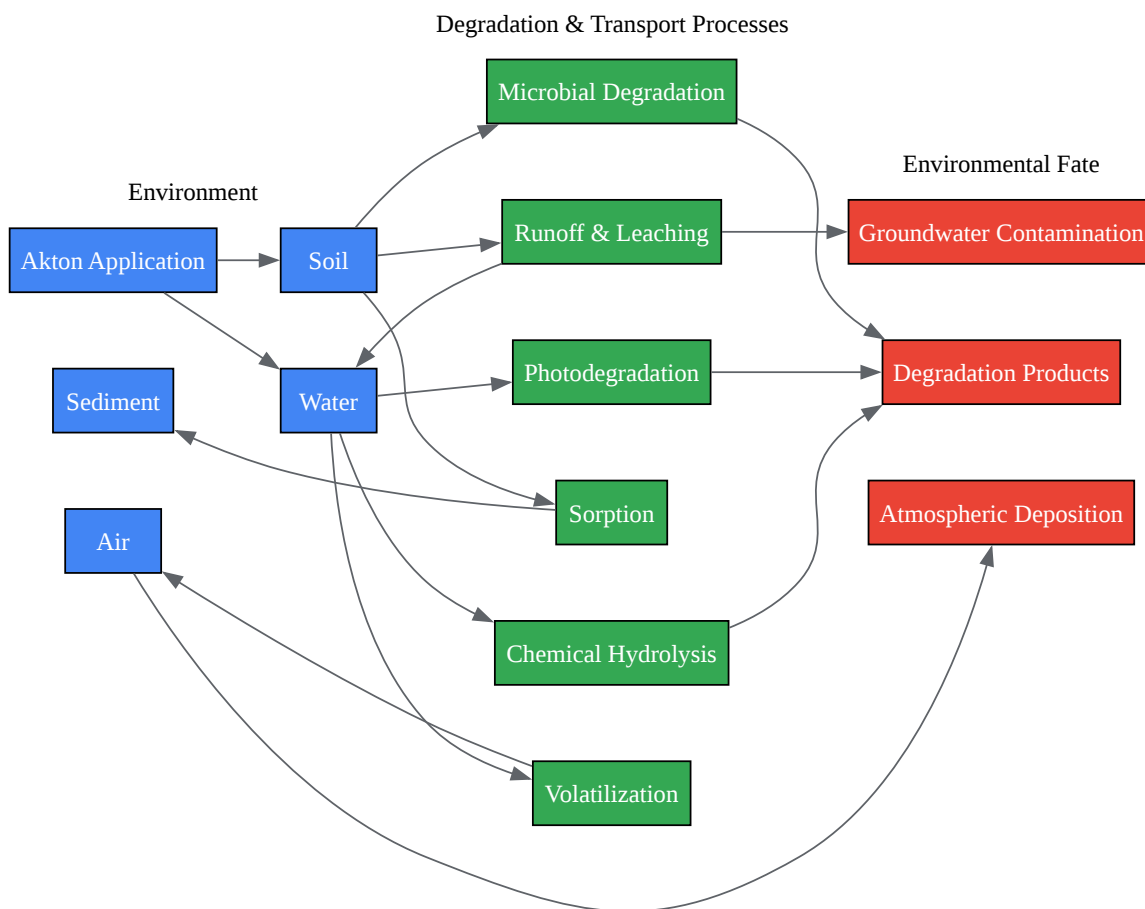 Degradation & Transport Processes
Microbial Degradation
Environmental Fate
Environment
Runoff & Leaching
Groundwater Contamination
Akton Application
Soil
Photodegradation
Degradation Products
Sediment
Water
Sorption
Atmospheric Deposition
Air
Chemical Hydrolysis
Volatilization